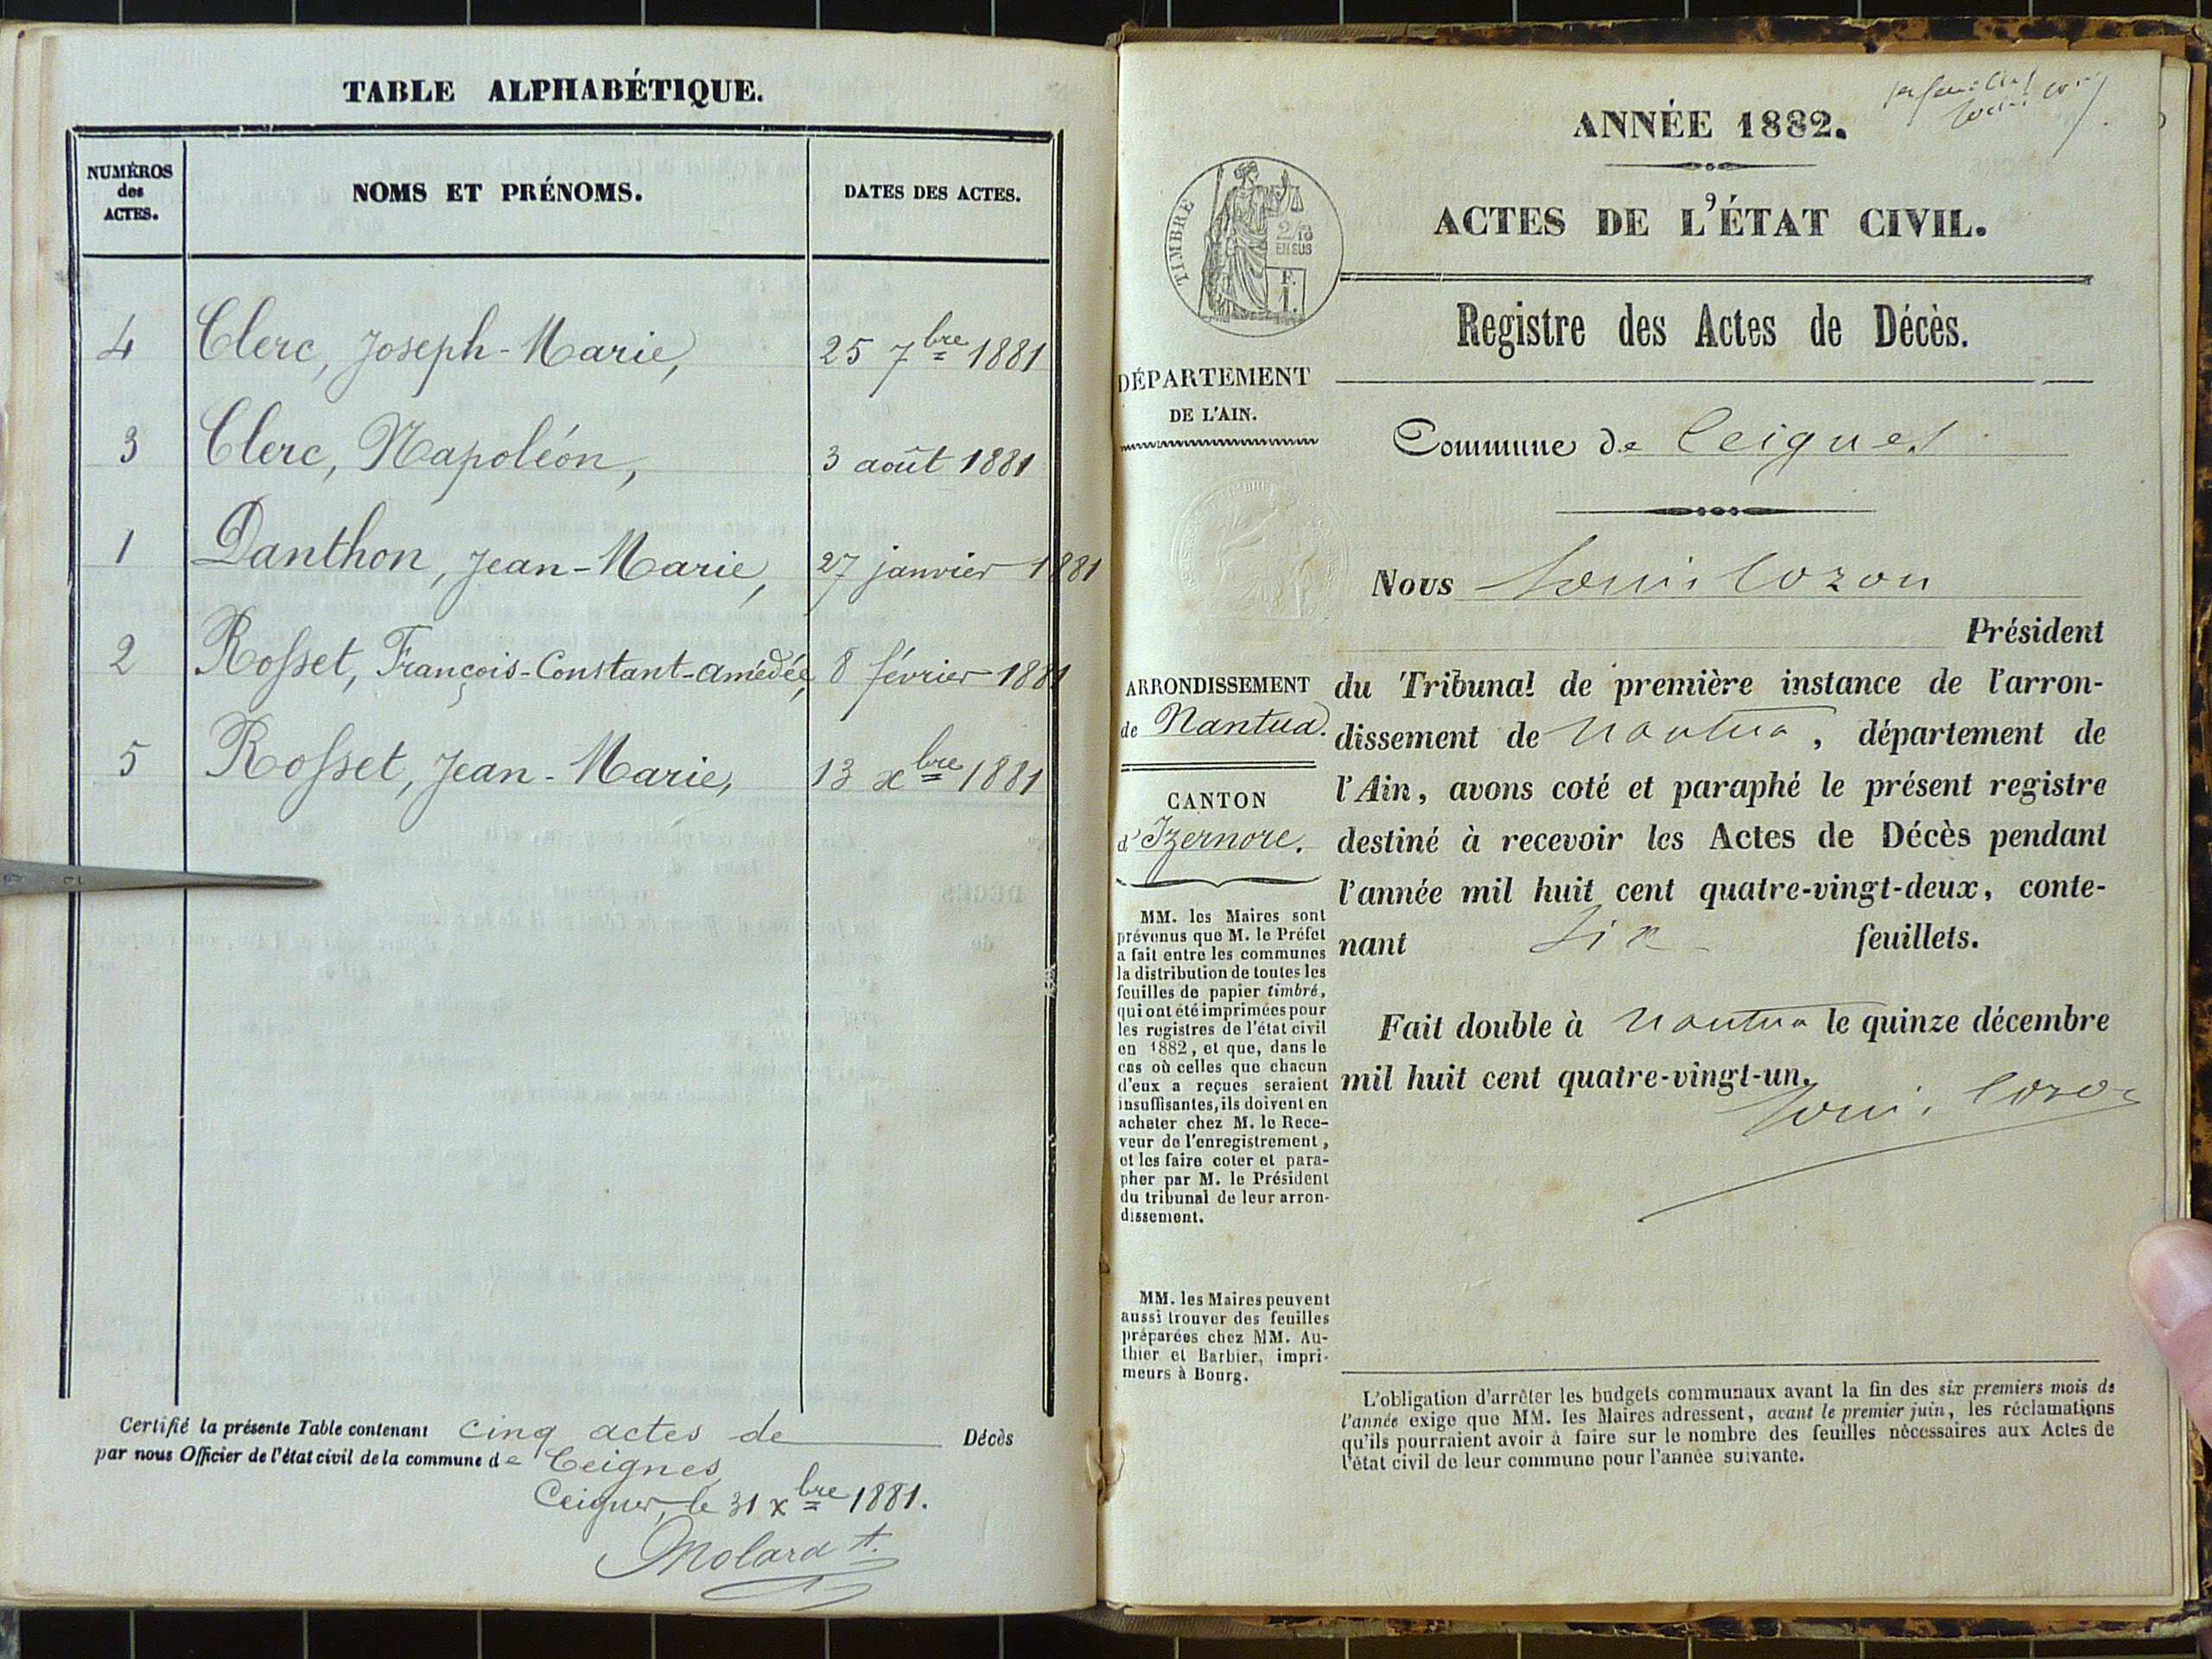 TABLE ALPHABÉTIQUE.
NUMÉROS
des
ACTES.
NOMS ET PRÉNOMS.
DATES DES ACTES.
4 Clerc, Joseph-Marie, 25 7bre 1881
3 Clerc, Napoléon, 3 août 1881
1 Danthon, Jean-Marie, 27 janvier 1881
2 Rosset, François-Constant-Amédée, 8 février 1881
5 Rosset, Jean-Marie, 13 xbre 1881
Certifié la présente Table contenant cinq actes de Décès
par nous Officier de l'état civil de la commune de Ceignes
Ceignes, le 31 xbre 1881.
Molard A.
ANNÉE 1882.
ACTES DE L'ÉTAT CIVIL.
TIMBRE
2/10
EN SUS
F.
1.
Registre des Actes de Décès.
DÉPARTEMENT
DE L'AIN.
Commune de Ceignes
Nous Louis Cozon
Président
ARRONDISSEMENT
de Nantua.
CANTON
d'Izernore.
du Tribunal de première instance de l'arron-
dissement de Nantua, département de
l'Ain, avons coté et paraphé le présent registre
destiné à recevoir les Actes de Décès pendant
l'année mil huit cent quatre-vingt-deux, conte-
nant six feuillets.
Fait double à Nantua le quinze décembre
mil huit cent quatre-vingt-un.
Louis Cozon
MM. les Maires sont
prévenus que M. le Préfet
a fait entre les communes
la distribution de toutes les
feuilles de papier timbré,
qui ont été imprimées pour
les registres de l'état civil
en 1882, et que, dans le
cas où celles que chacun
d'eux a reçues seraient
insuffisantes, ils doivent en
acheter chez M. le Rece-
veur de l'enregistrement,
et les faire coter et para-
pher par M. le Président
du tribunal de leur arron-
dissement.
MM. les Maires peuvent
aussi trouver des feuilles
préparées chez MM. Au-
thier et Barbier, impri-
meurs à Bourg.
L'obligation d'arrêter les budgets communaux avant la fin des six premiers mois de
l'année exige que MM. les Maires adressent, avant le premier juin, les réclamations
qu'ils pourraient avoir à faire sur le nombre des feuilles nécessaires aux Actes de
l'état civil de leur commune pour l'année suivante.